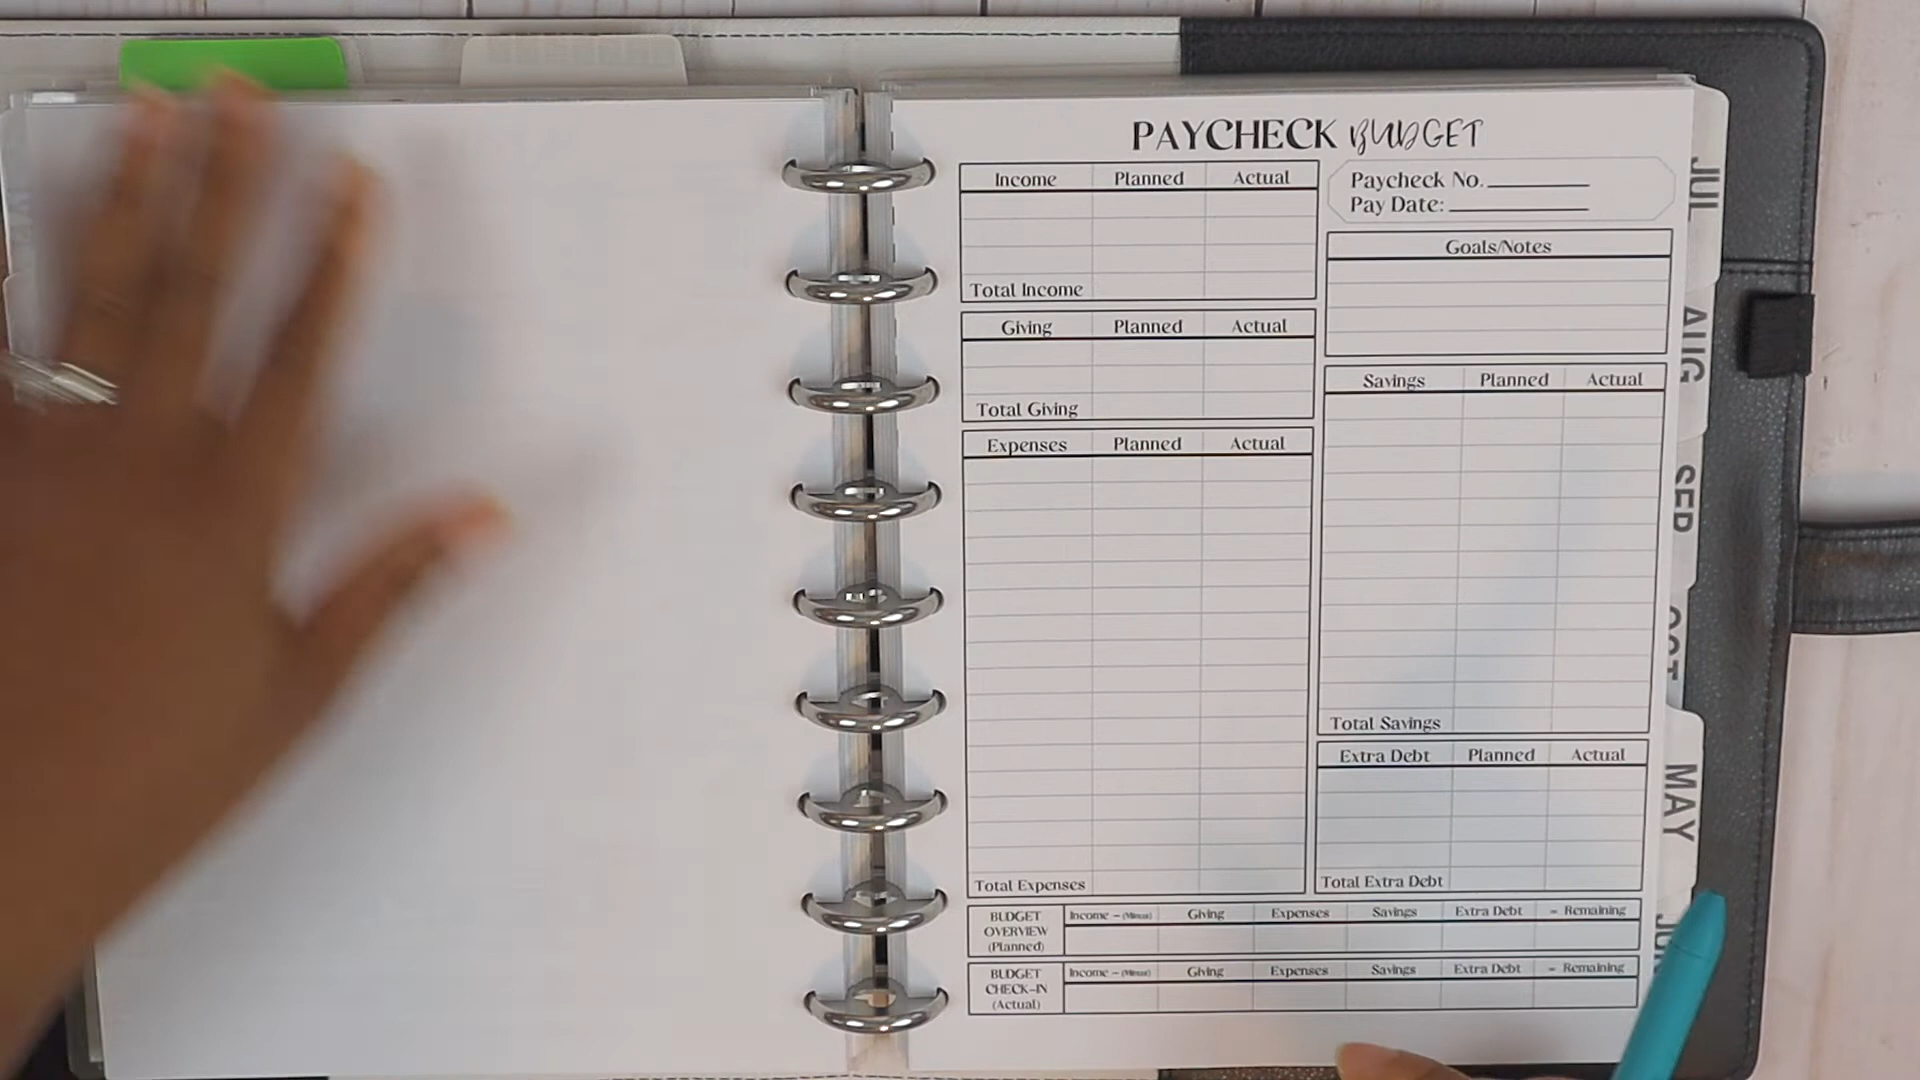 PAYCHECK BUDGET
Income Planned Actual
Total Income
Giving Planned Actual
Total Giving
Expenses Planned Actual
Total Expenses
Paycheck No.
Pay Date:
Goals/Notes
Savings Planned Actual
Total Savings
Extra Debt Planned Actual
Total Extra Debt
BUDGET OVERVIEW (Planned)
Income - (Minus) Giving Expenses Savings Extra Debt = Remaining
BUDGET CHECK-IN (Actual)
Income - (Minus) Giving Expenses Savings Extra Debt = Remaining
JUL
AUG
SEP
OCT
MAY